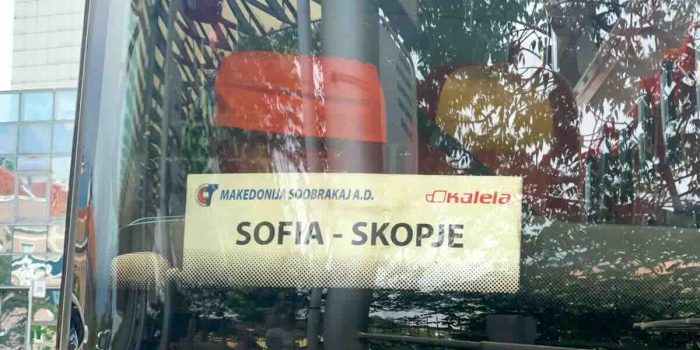 MAKEDONIJA SOOBRAKAJ A.D. kaleia
SOFIA - SKOPJE